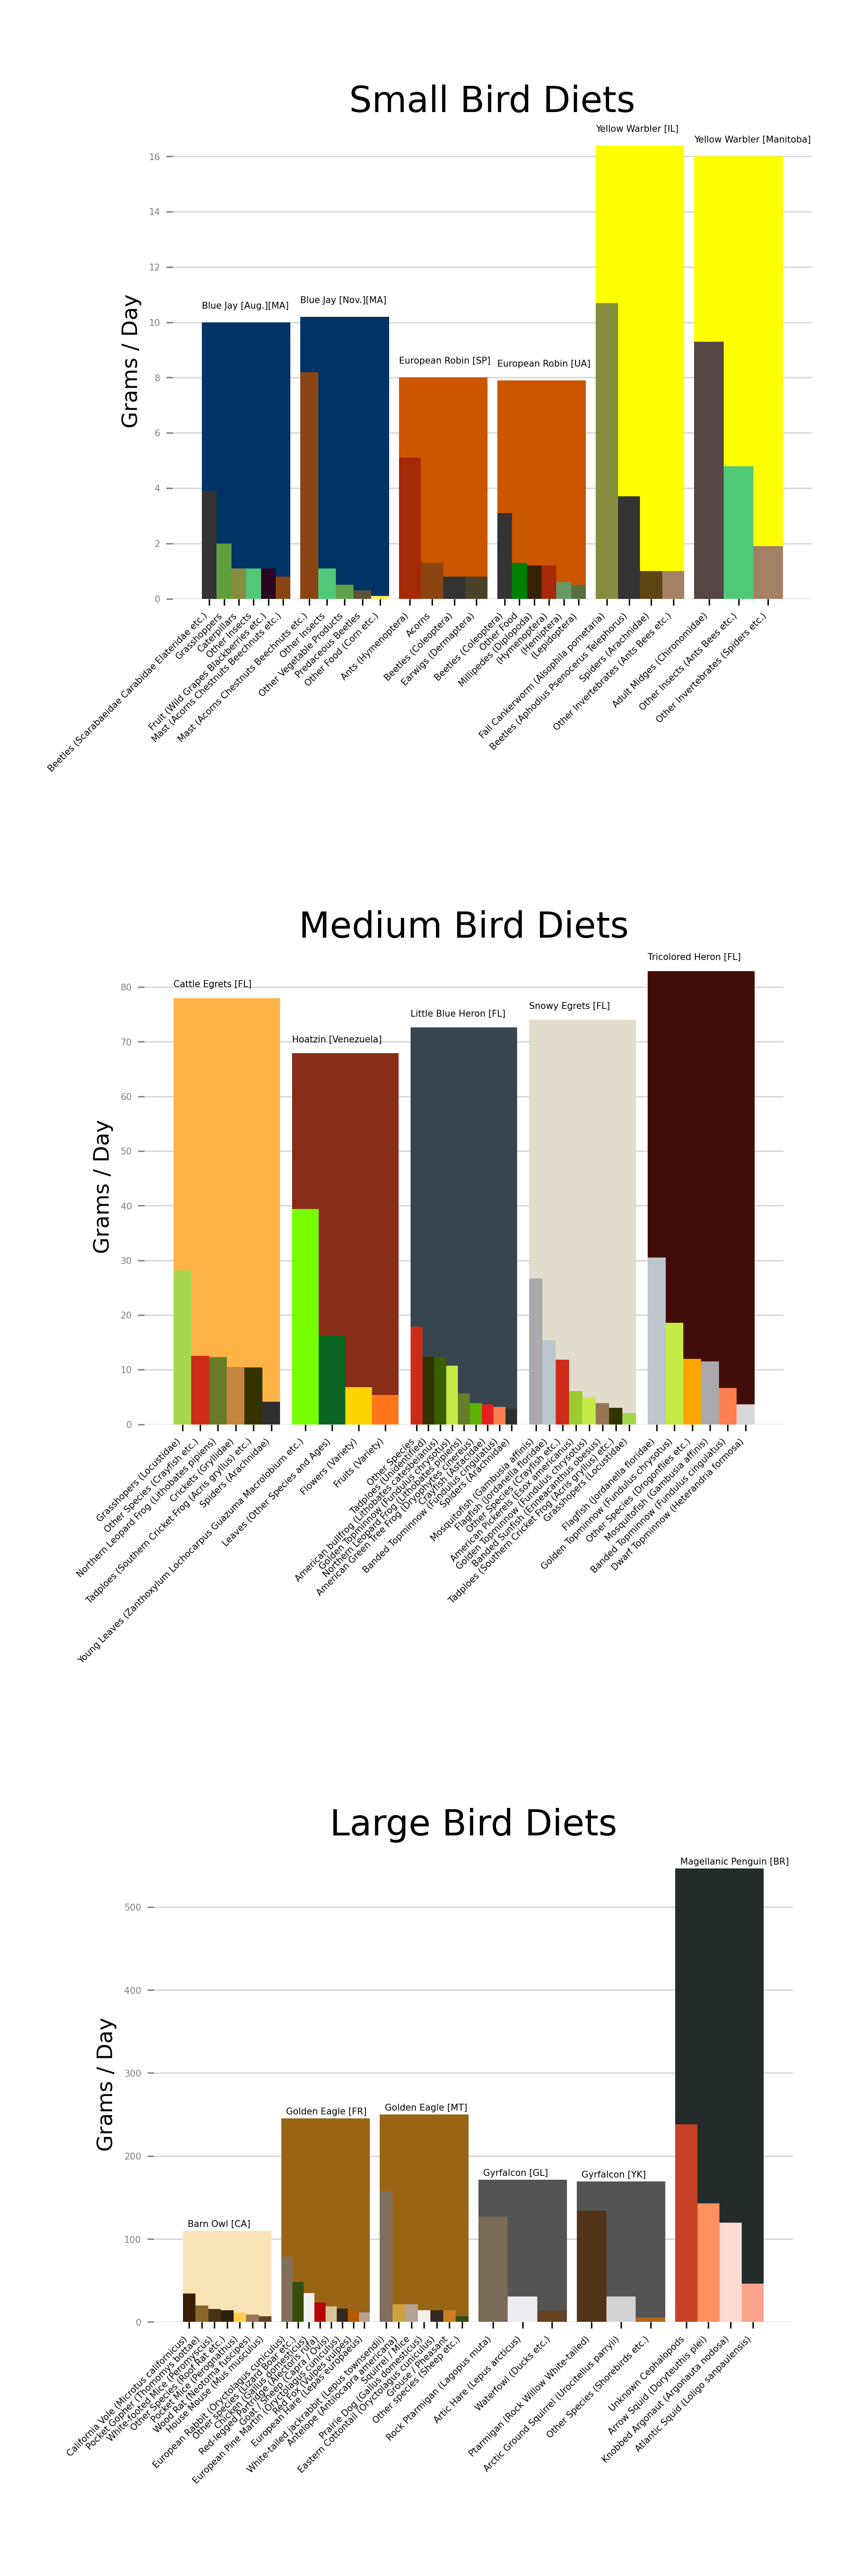 Small Bird Diets
Yellow Warbler [IL]
Yellow Warbler [Manitoba]
Blue Jay [Aug.][MA]
Blue Jay [Nov.][MA]
European Robin [SP]
European Robin [UA]
Grams / Day
16
14
12
10
8
6
4
2
0
Beetles (Scarabaeidae Carabidae Elateridae etc.)
Grasshoppers
Caterpillars
Other Insects
Fruit (Wild Grapes Blackberries etc.)
Mast (Acorns Chestnuts Beechnuts etc.)
Mast (Acorns Chestnuts Beechnuts etc.)
Other Insects
Other Vegetable Products
Predaceous Beetles
Other Food (Corn etc.)
Ants (Hymenoptera)
Acorns
Beetles (Coleoptera)
Earwigs (Dermaptera)
Beetles (Coleoptera)
Other Food
Millipedes (Diplopoda)
(Hymenoptera)
(Hemiptera)
(Lepidoptera)
Fall Cankerworm (Alsophila pometaria)
Beetles (Aphodius Psenocerus Telephorus)
Spiders (Arachnidae)
Other Invertebrates (Ants Bees etc.)
Adult Midges (Chironomidae)
Other Insects (Ants Bees etc.)
Other Invertebrates (Spiders etc.)
Medium Bird Diets
Tricolored Heron [FL]
Cattle Egrets [FL]
Snowy Egrets [FL]
Little Blue Heron [FL]
Hoatzin [Venezuela]
Grams / Day
80
70
60
50
40
30
20
10
0
Grasshopers (Locustidae)
Other Species (Crayfish etc.)
Northern Leopard Frog (Lithobates pipiens)
Crickets (Gryllidae)
Tadploes (Southern Cricket Frog (Acris gryllus) etc.)
Spiders (Arachnidae)
Young Leaves (Zanthoxylum Lochocarpus Guazuma Macrolobium etc.)
Leaves (Other Species and Ages)
Flowers (Variety)
Fruits (Variety)
Other Species
Tadploes (Unidentified)
American bullfrog (Lithobates catesbeianus)
Golden Topminnow (Fundulus chrysotus)
Northern Leopard Frog (Lithobates pipiens)
American Green Tree Frog (Dryophytes cinereus)
Crayfish (Astacidae)
Banded Topminnow (Fundulus cingulatus)
Spiders (Arachnidae)
Mosquitofish (Gambusia affinis)
Flagfish (Jordanella floridae)
Other Species (Crayfish etc.)
American Pickerels (Esox americanus)
Golden Topminnow (Fundulus chrysotus)
Banded Sunfish (Enneacanthus obesus)
Tadploes (Southern Cricket Frog (Acris gryllus) etc.)
Grasshopers (Locustidae)
Flagfish (Jordanella floridae)
Golden Topminnow (Fundulus chrysotus)
Other Species (Dragonflies etc.)
Mosquitofish (Gambusia affinis)
Banded Topminnow (Fundulus cingulatus)
Dwarf Topminnow (Heterandria formosa)
Large Bird Diets
Magellanic Penguin [BR]
Golden Eagle [FR]
Golden Eagle [MT]
Gyrfalcon [GL]
Gyrfalcon [YK]
Barn Owl [CA]
Grams / Day
500
400
300
200
100
0
California Vole (Microtus californicus)
Pocket Gopher (Thomomys bottae)
White-footed Mice (Peromyscus)
Other Species (Roof Rat etc.)
Pocket Mice (Perognathus)
Wood Rat (Neotoma fuscipes)
House Mouse (Mus musculus)
European Rabbit (Oryctolagus cuniculus)
Other species (Lizard Boar etc.)
Chicken (Gallus domesticus)
Red-legged Partridge (Alectoris rufa)
Goat / Sheep (Capra / Ovis)
European Pine Martin (Oryctolagus cuniculus)
Red Fox (Vulpes vulpes)
European Hare (Lepus europaeus)
White-tailed jackrabbit (Lepus townsendii)
Antelope (Antilocapra americana)
Squirrel / Mice
Prairie Dog (Gallus domesticus)
Eastern Cottontail (Oryctolagus cuniculus)
Grouse / Pheasant
Other species (Sheep etc.)
Rock Ptarmigan (Lagopus muta)
Artic Hare (Lepus arcticus)
Waterfowl (Ducks etc.)
Ptarmigan (Rock Willow White-tailed)
Arctic Ground Squirrel (Urocitellus parryii)
Other Species (Shorebirds etc.)
Unknown Cephalopods
Arrow Squid (Doryteuthis plei)
Knobbed Argonaut (Argonauta nodosa)
Atlantic Squid (Loligo sanpaulensis)